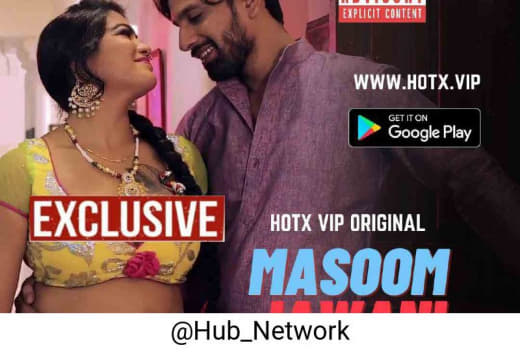 EXPLICIT CONTENT
WWW.HOTX.VIP
GET IT ON
Google Play
EXCLUSIVE
HOTX VIP ORIGINAL
MASOOM
@Hub_Network